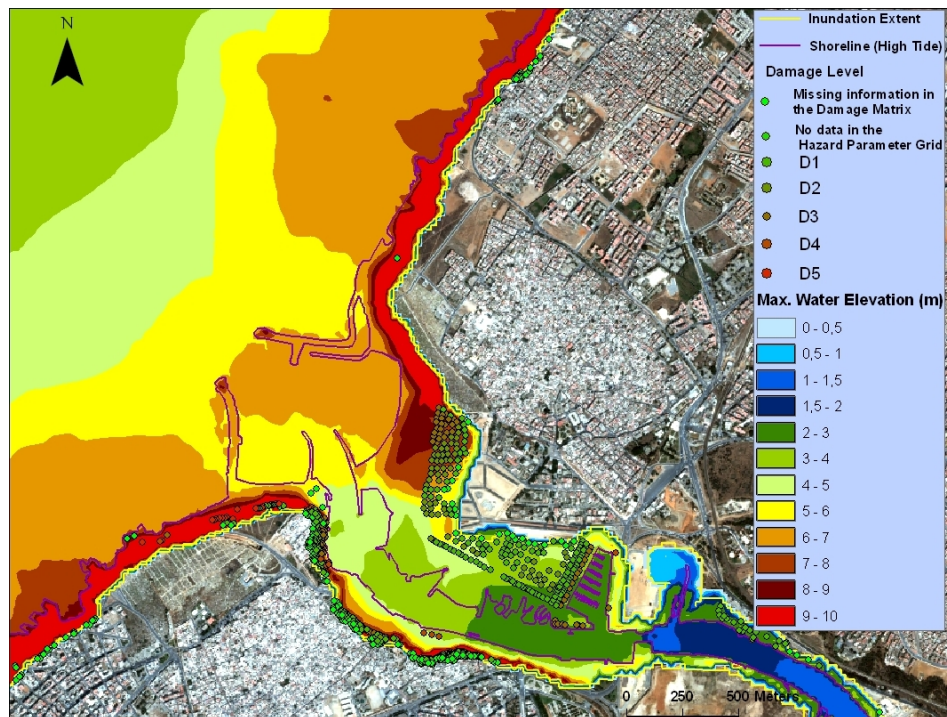 N
Inundation Extent
Shoreline (High Tide)
Damage Level
Missing information in
the Damage Matrix
No data in the
Hazard Parameter Grid
D1
D2
D3
D4
D5
Max. Water Elevation (m)
0 - 0,5
0,5 - 1
1 - 1,5
1,5 - 2
2 - 3
3 - 4
4 - 5
5 - 6
6 - 7
7 - 8
8 - 9
9 - 10
0 250 500 Meters